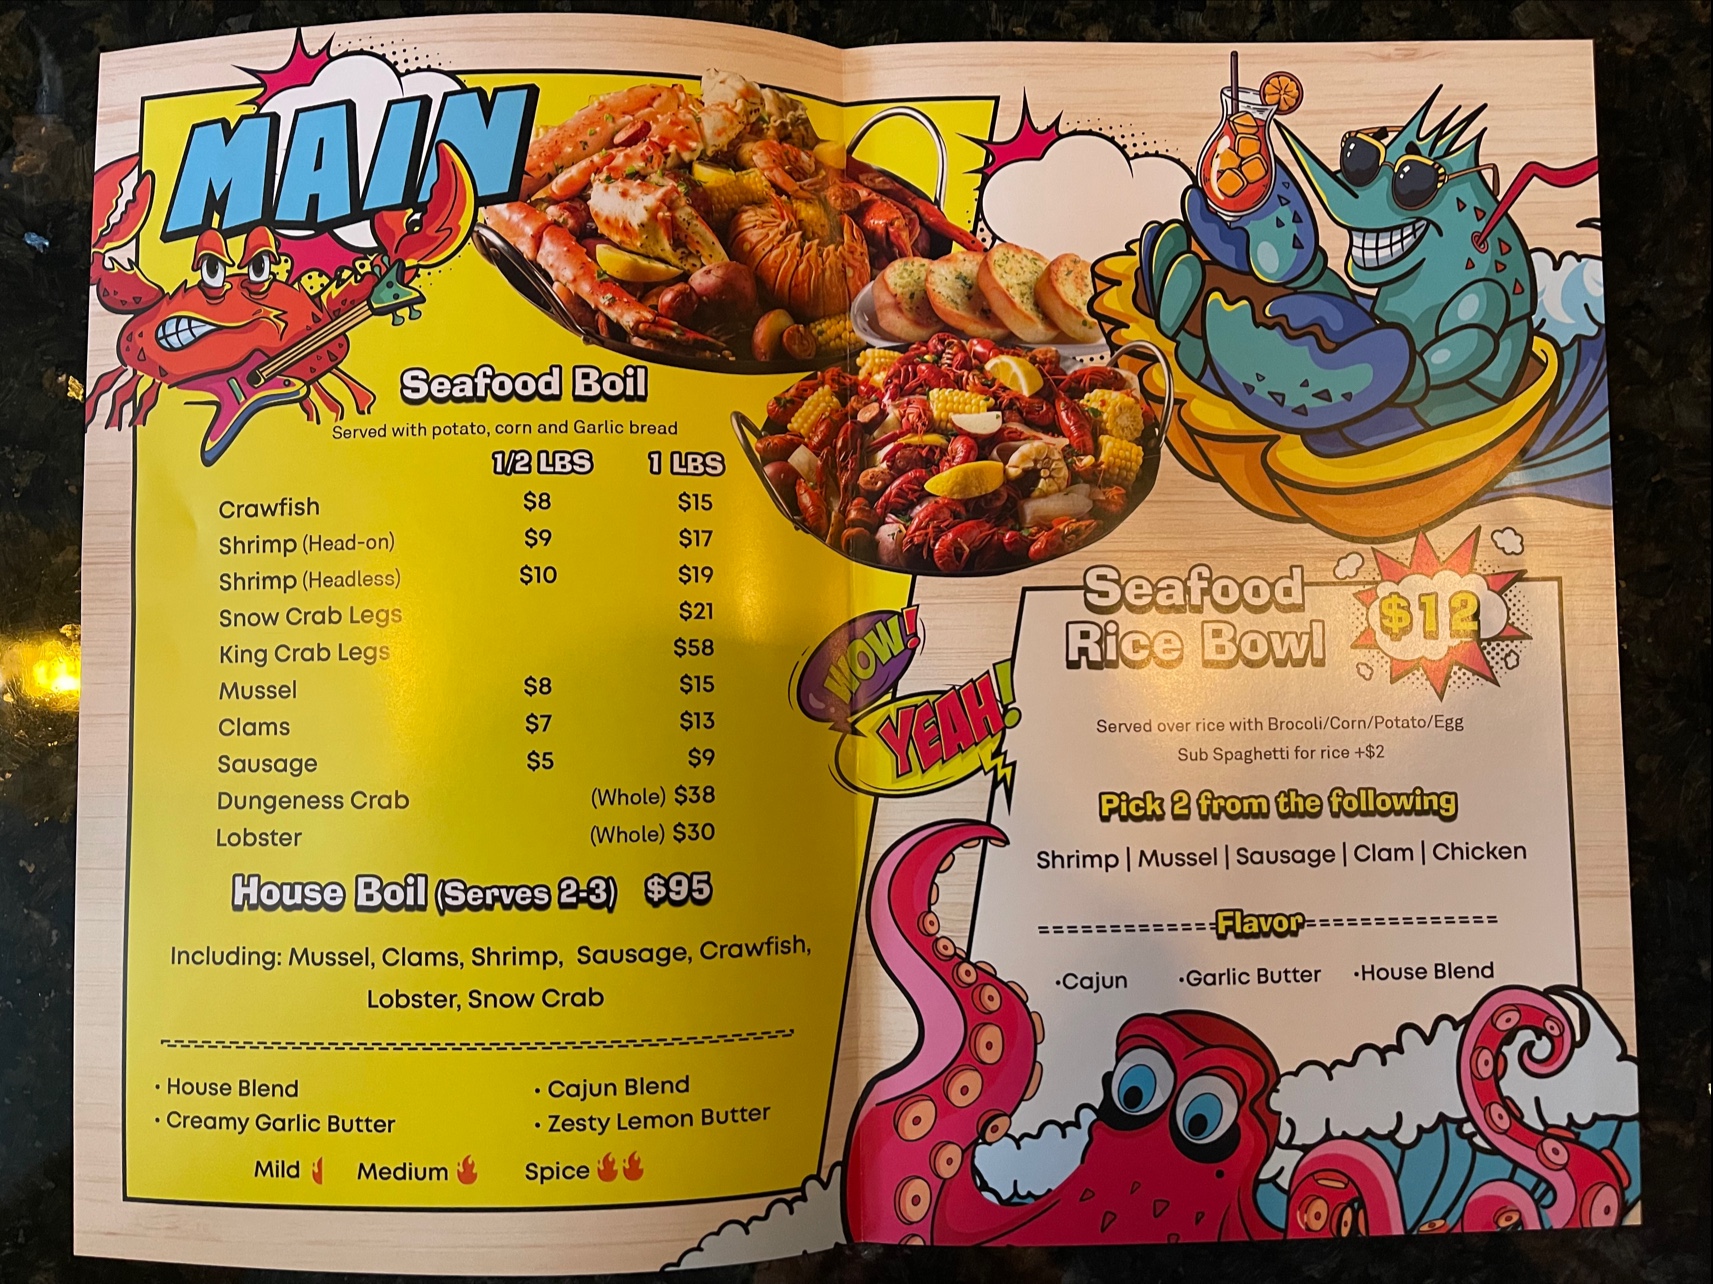 MAIN
Seafood Boil
Served with potato, corn and Garlic bread
1/2 LBS 1 LBS
Crawfish $8 $15
Shrimp (Head-on) $9 $17
Shrimp (Headless) $10 $19
Snow Crab Legs $21
King Crab Legs $58
Mussel $8 $15
Clams $7 $13
Sausage $5 $9
Dungeness Crab (Whole) $38
Lobster (Whole) $30
House Boil (Serves 2-3) $95
Including: Mussel, Clams, Shrimp, Sausage, Crawfish,
Lobster, Snow Crab
• House Blend • Cajun Blend
• Creamy Garlic Butter • Zesty Lemon Butter
Mild Medium Spice
WOW!
YEAH!
Seafood
Rice Bowl
$12
Served over rice with Brocoli/Corn/Potato/Egg
Sub Spaghetti for rice +$2
Pick 2 from the following
Shrimp | Mussel | Sausage | Clam | Chicken
=============Flavor==============
•Cajun •Garlic Butter •House Blend